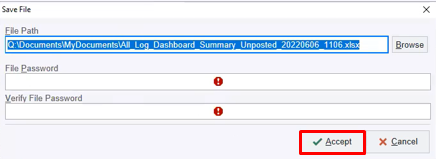 Save File
File Path
Q:\Documents\MyDocuments\All_Log_Dashboard_Summary_Unposted_20220606_1106.xlsx
Browse
File Password
Verify File Password
Accept
Cancel